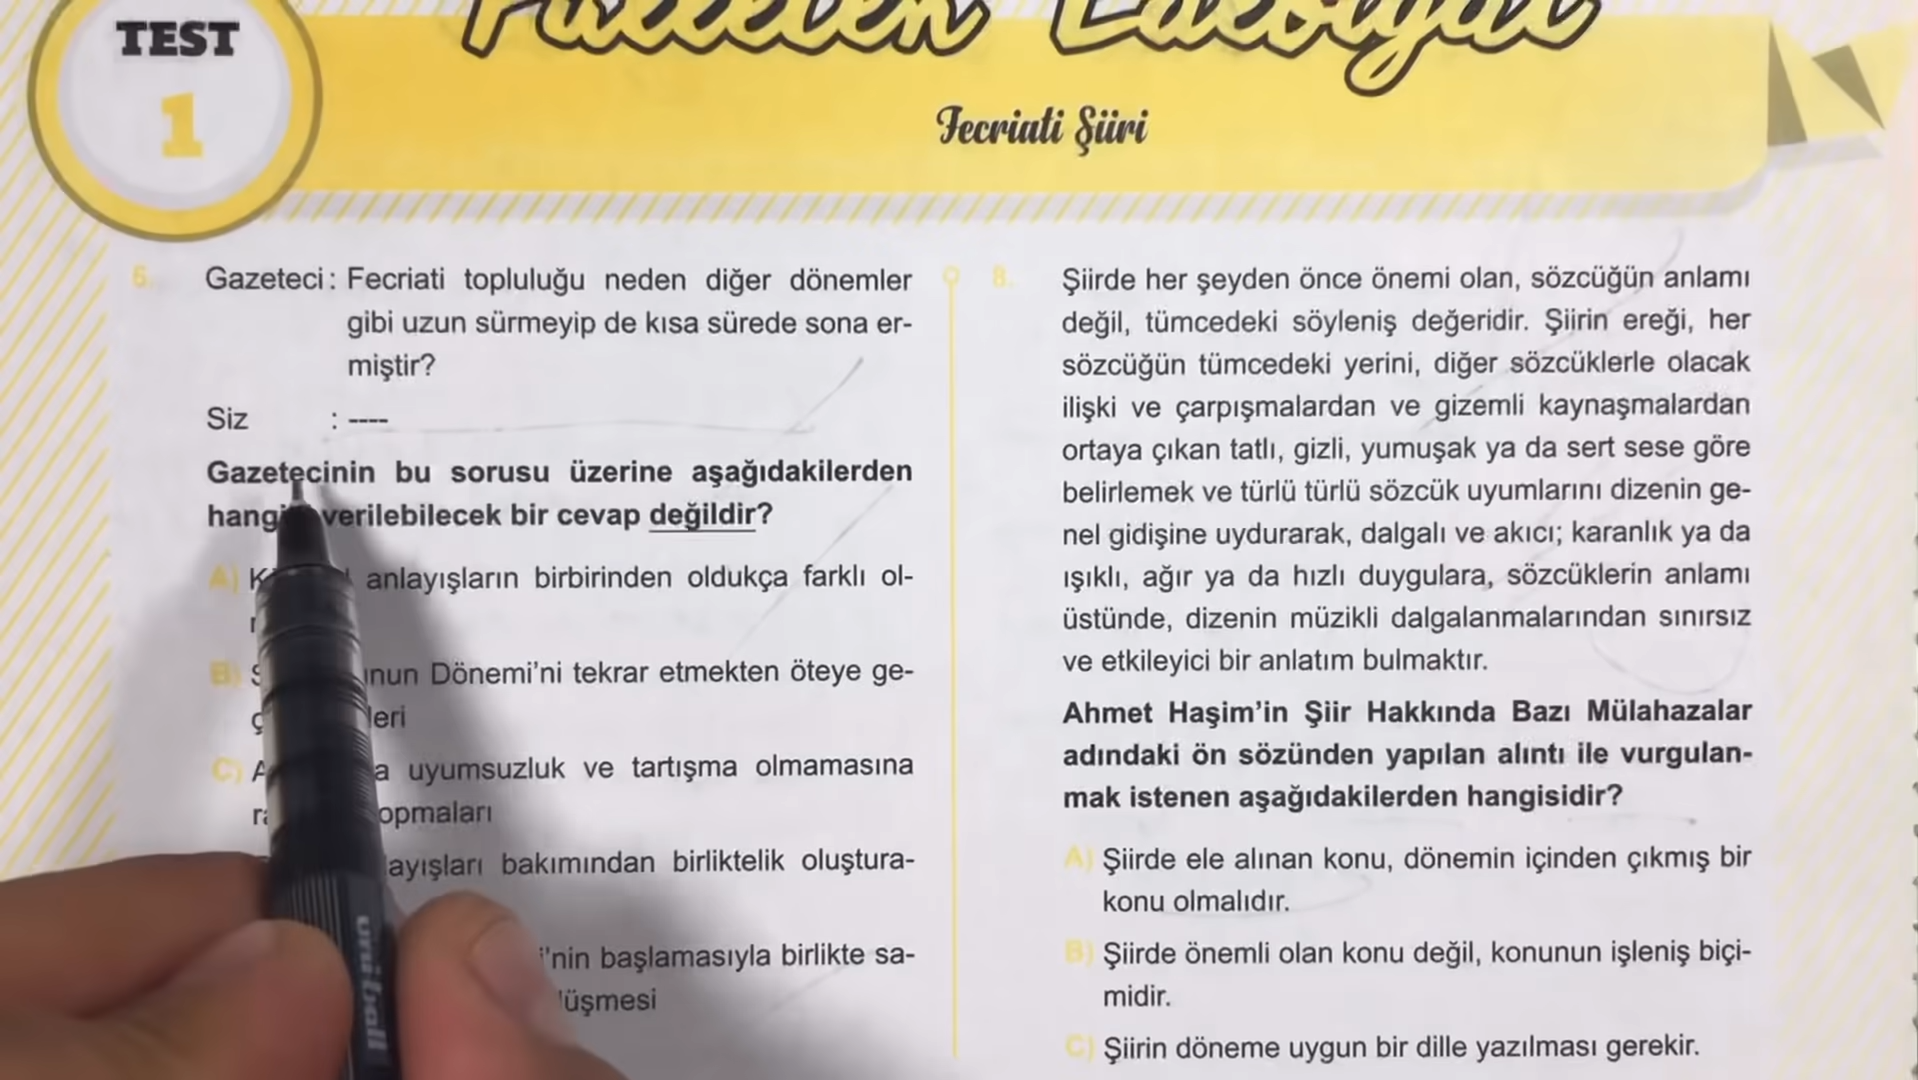 TEST
1
Edebiyat
Fecriati Şiiri
5. Gazeteci : Fecriati topluluğu neden diğer dönemler
gibi uzun sürmeyip de kısa sürede sona er-
miştir?
Siz : ----
Gazetecinin bu sorusu üzerine aşağıdakilerden
verilebilecek bir cevap değildir?
A) anlayışların birbirinden oldukça farklı ol-
B) Dönemi'ni tekrar etmekten öteye ge-
C) uyumsuzluk ve tartışma olmamasına
bakımından birliktelik oluştura-
başlamasıyla birlikte sa-
8. Şiirde her şeyden önce önemi olan, sözcüğün anlamı
değil, tümcedeki söyleniş değeridir. Şiirin ereği, her
sözcüğün tümcedeki yerini, diğer sözcüklerle olacak
ilişki ve çarpışmalardan ve gizemli kaynaşmalardan
ortaya çıkan tatlı, gizli, yumuşak ya da sert sese göre
belirlemek ve türlü türlü sözcük uyumlarını dizenin ge-
nel gidişine uydurarak, dalgalı ve akıcı; karanlık ya da
ışıklı, ağır ya da hızlı duygulara, sözcüklerin anlamı
üstünde, dizenin müzikli dalgalanmalarından sınırsız
ve etkileyici bir anlatım bulmaktır.
Ahmet Haşim'in Şiir Hakkında Bazı Mülahazalar
adındaki ön sözünden yapılan alıntı ile vurgulan-
mak istenen aşağıdakilerden hangisidir?
A) Şiirde ele alınan konu, dönemin içinden çıkmış bir
konu olmalıdır.
B) Şiirde önemli olan konu değil, konunun işleniş biçi-
midir.
C) Şiirin döneme uygun bir dille yazılması gerekir.
uniball